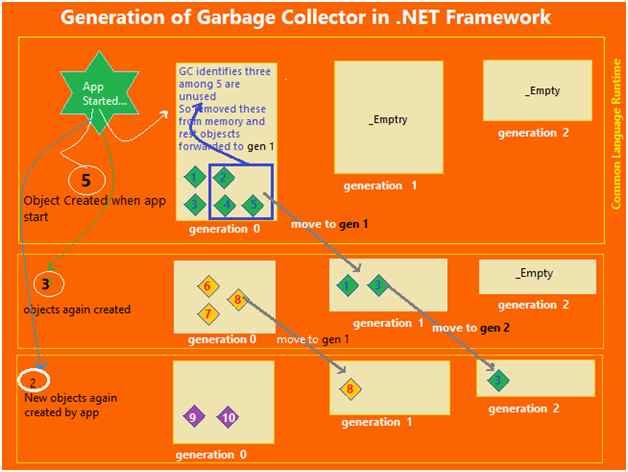 Generation of Garbage Collector in .NET Framework
App
Started...
GC identifies three
among 5 are
unused
So removed these
from memory and
rest objescts
forwarded to gen 1
_Emptry
_Empty
generation 2
generation 1
5
Object Created when app
start
1
2
3
4
5
generation 0
move to gen 1
Common Language Runtime
3
objects again created
6
8
7
generation 0
move to gen 1
1
3
generation 1
_Empty
generation 2
move to gen 2
2
New objects again
created by app
9
10
generation 0
8
generation 1
3
generation 2